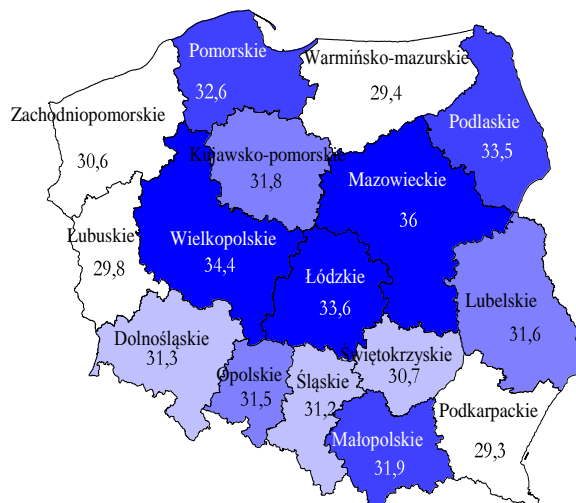 Pomorskie
32,6
Warmińsko-mazurskie
29,4
Zachodniopomorskie
30,6
Podlaskie
33,5
Kujawsko-pomorskie
31,8
Mazowieckie
36
Łubuskie
29,8
Wielkopolskie
34,4
Łódzkie
33,6
Lubelskie
31,6
Dolnośląskie
31,3
Opolskie
31,5
Śląskie
31,2
Świętokrzyskie
30,7
Małopolskie
31,9
Podkarpackie
29,3